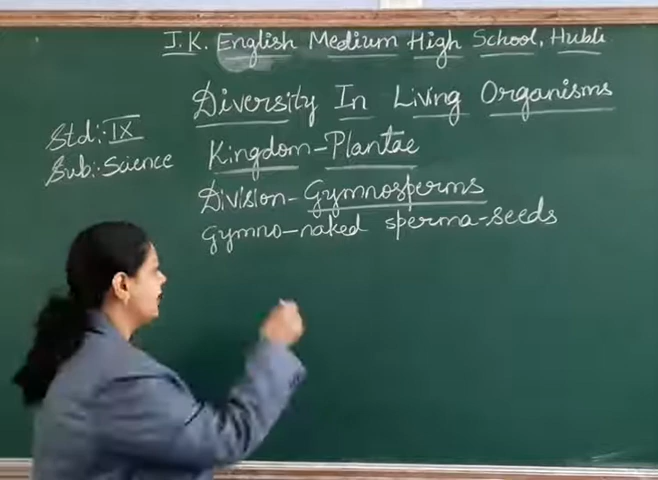 J.K. English Medium High School, Hubli
Diversity In Living Organisms
Std:- IX
Sub:- Science
Kingdom-Plantae
Division-Gymnosperms
Gymno-naked sperma-seeds